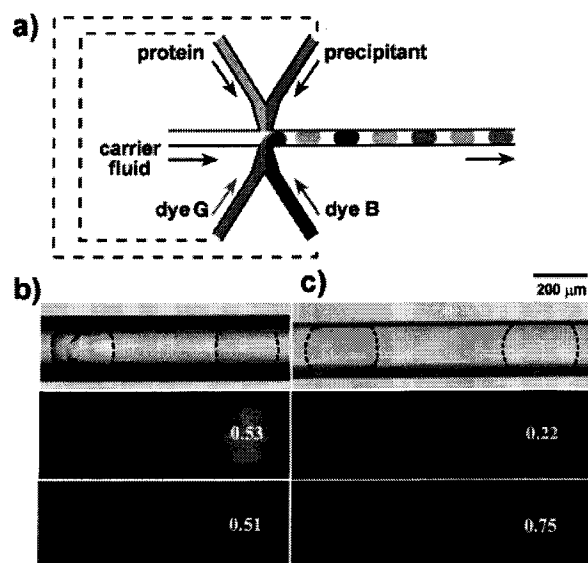 a)
protein
precipitant
carrier
fluid
dye G
dye B
b)
c)
200 μm
0.53
0.22
0.51
0.75